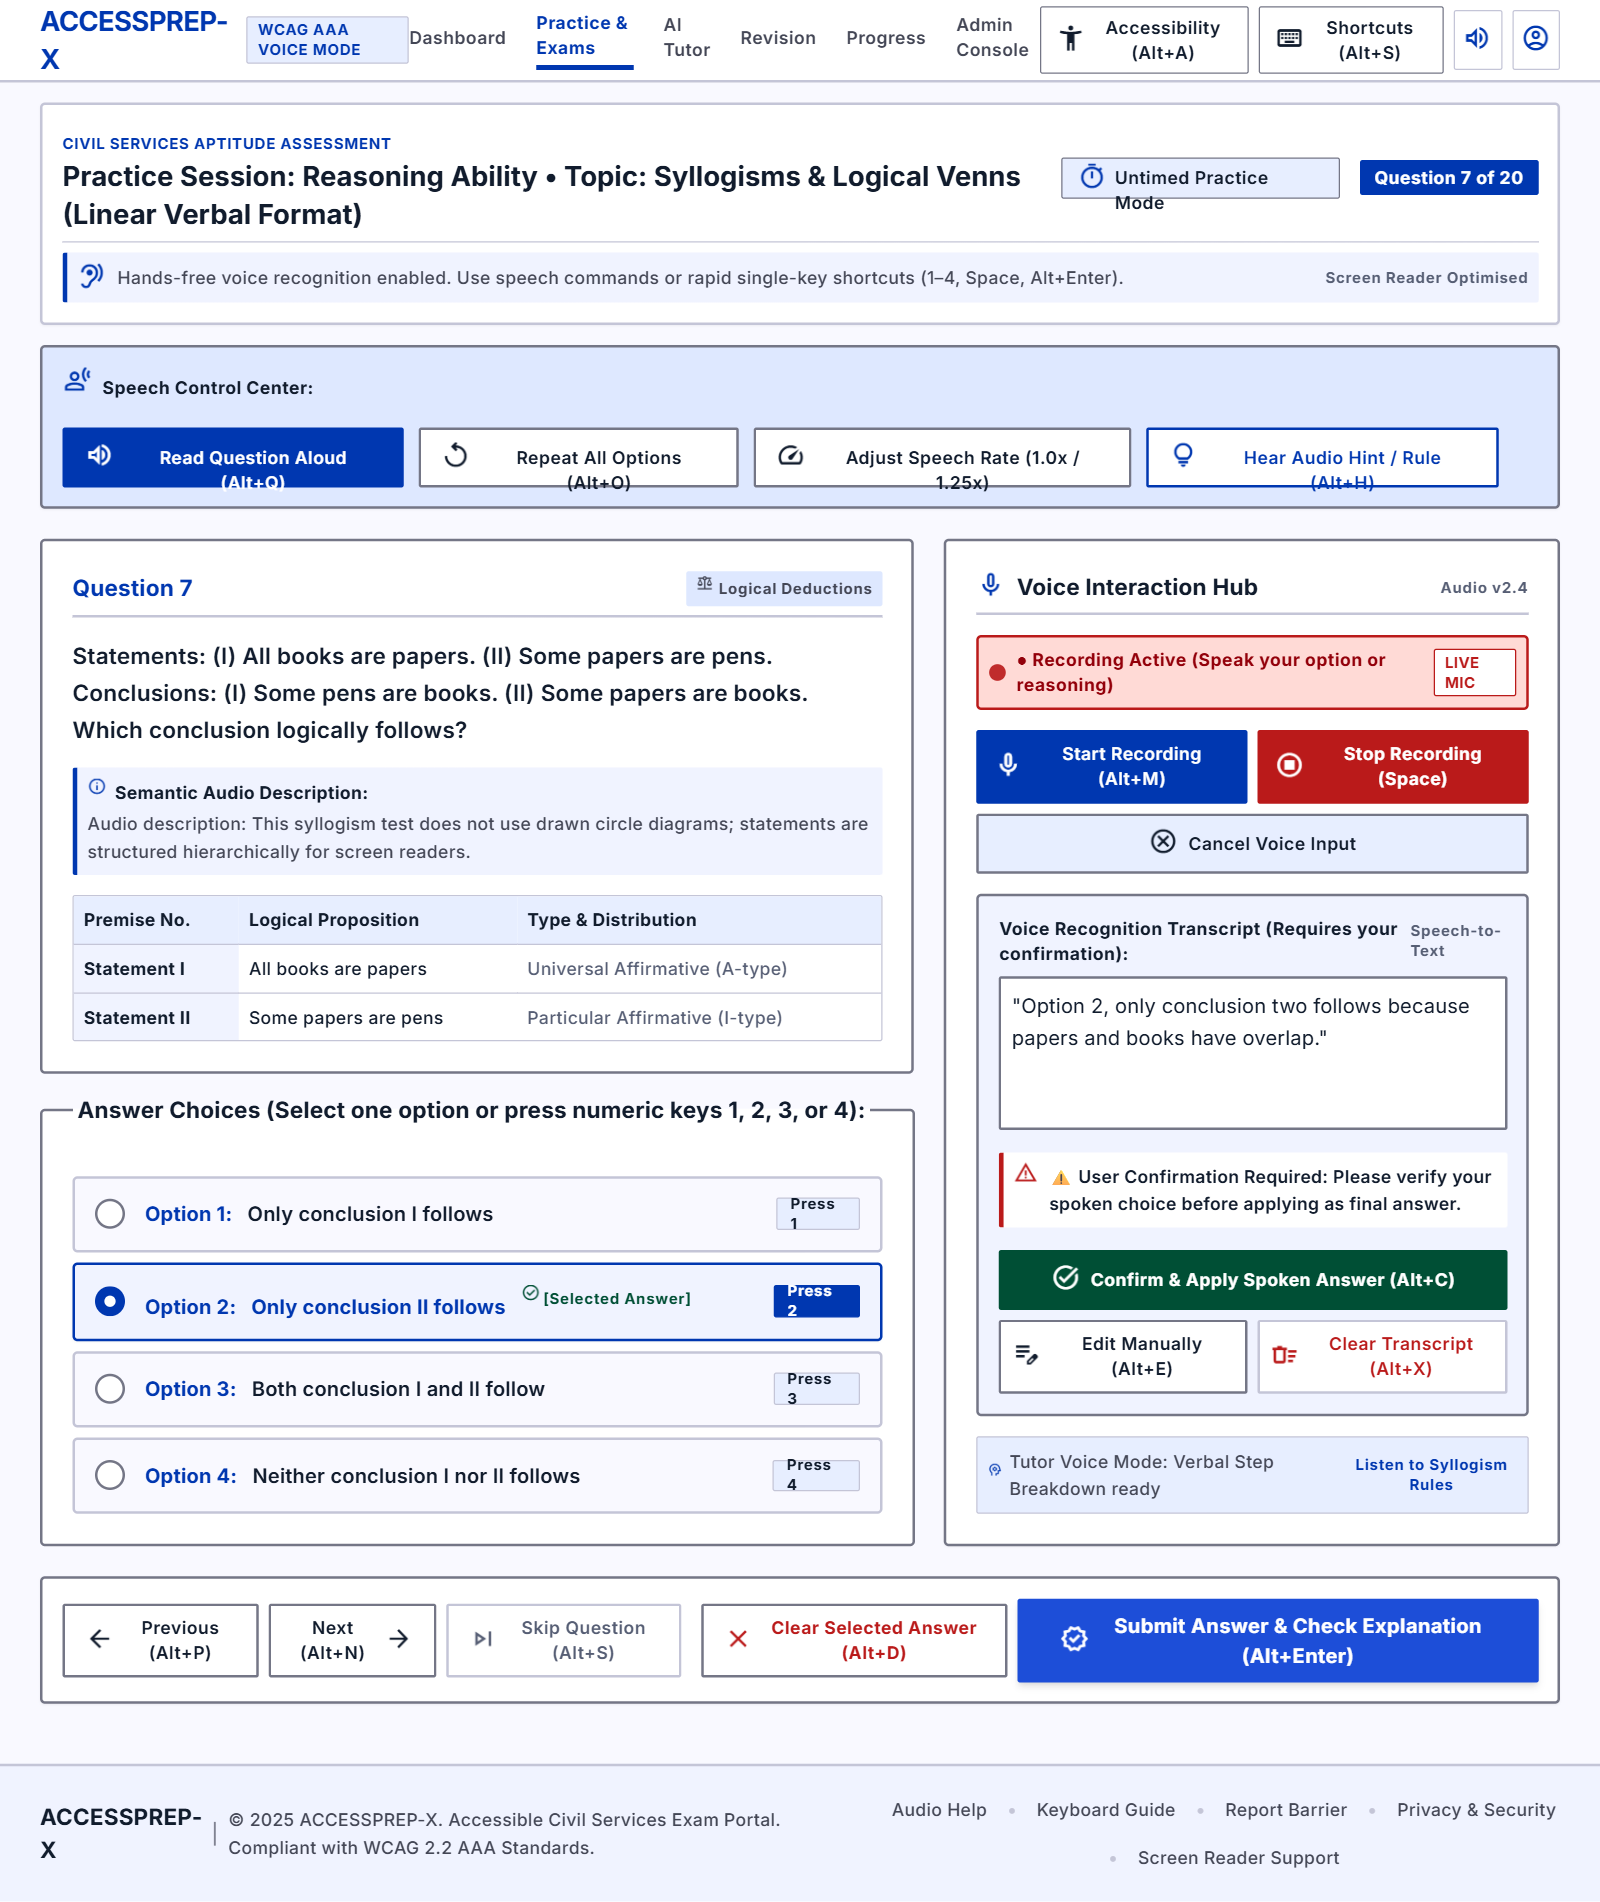 ACCESSPREP-
X
WCAG AAA
VOICE MODE
Dashboard
Practice &
Exams
AI
Tutor
Revision
Progress
Admin
Console
Accessibility
(Alt+A)
Shortcuts
(Alt+S)
CIVIL SERVICES APTITUDE ASSESSMENT
Practice Session: Reasoning Ability • Topic: Syllogisms & Logical Venns
(Linear Verbal Format)
Untimed Practice
Mode
Question 7 of 20
Hands-free voice recognition enabled. Use speech commands or rapid single-key shortcuts (1–4, Space, Alt+Enter).
Screen Reader Optimised
Speech Control Center:
Read Question Aloud
(Alt+Q)
Repeat All Options
(Alt+O)
Adjust Speech Rate (1.0x /
1.25x)
Hear Audio Hint / Rule
(Alt+H)
Question 7
Logical Deductions
Statements: (I) All books are papers. (II) Some papers are pens.
Conclusions: (I) Some pens are books. (II) Some papers are books.
Which conclusion logically follows?
Semantic Audio Description:
Audio description: This syllogism test does not use drawn circle diagrams; statements are
structured hierarchically for screen readers.
Premise No. Logical Proposition Type & Distribution
Statement I All books are papers Universal Affirmative (A-type)
Statement II Some papers are pens Particular Affirmative (I-type)
Answer Choices (Select one option or press numeric keys 1, 2, 3, or 4):
Option 1: Only conclusion I follows
Press
1
Option 2: Only conclusion II follows
[Selected Answer]
Press
2
Option 3: Both conclusion I and II follow
Press
3
Option 4: Neither conclusion I nor II follows
Press
4
Voice Interaction Hub
Audio v2.4
● Recording Active (Speak your option or
reasoning)
LIVE
MIC
Start Recording
(Alt+M)
Stop Recording
(Space)
Cancel Voice Input
Voice Recognition Transcript (Requires your
confirmation):
Speech-to-
Text
"Option 2, only conclusion two follows because
papers and books have overlap."
⚠️ User Confirmation Required: Please verify your
spoken choice before applying as final answer.
Confirm & Apply Spoken Answer (Alt+C)
Edit Manually
(Alt+E)
Clear Transcript
(Alt+X)
Tutor Voice Mode: Verbal Step
Breakdown ready
Listen to Syllogism
Rules
Previous
(Alt+P)
Next
(Alt+N)
Skip Question
(Alt+S)
Clear Selected Answer
(Alt+D)
Submit Answer & Check Explanation
(Alt+Enter)
ACCESSPREP-
X
© 2025 ACCESSPREP-X. Accessible Civil Services Exam Portal.
Compliant with WCAG 2.2 AAA Standards.
Audio Help • Keyboard Guide • Report Barrier • Privacy & Security
• Screen Reader Support